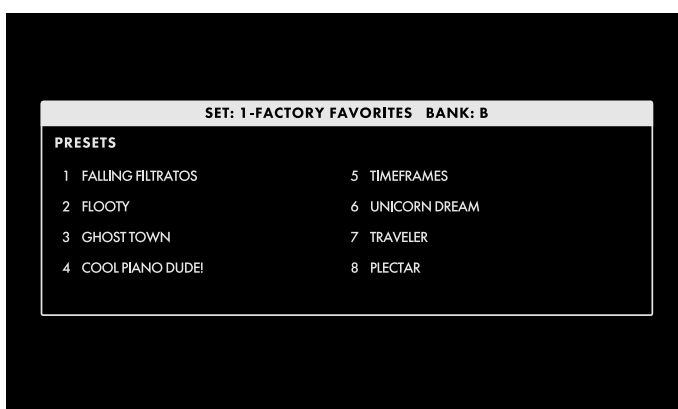 SET: 1-FACTORY FAVORITES BANK: B
PRESETS
1 FALLING FILTRATOS
2 FLOOTY
3 GHOST TOWN
4 COOL PIANO DUDE!
5 TIMEFRAMES
6 UNICORN DREAM
7 TRAVELER
8 PLECTAR